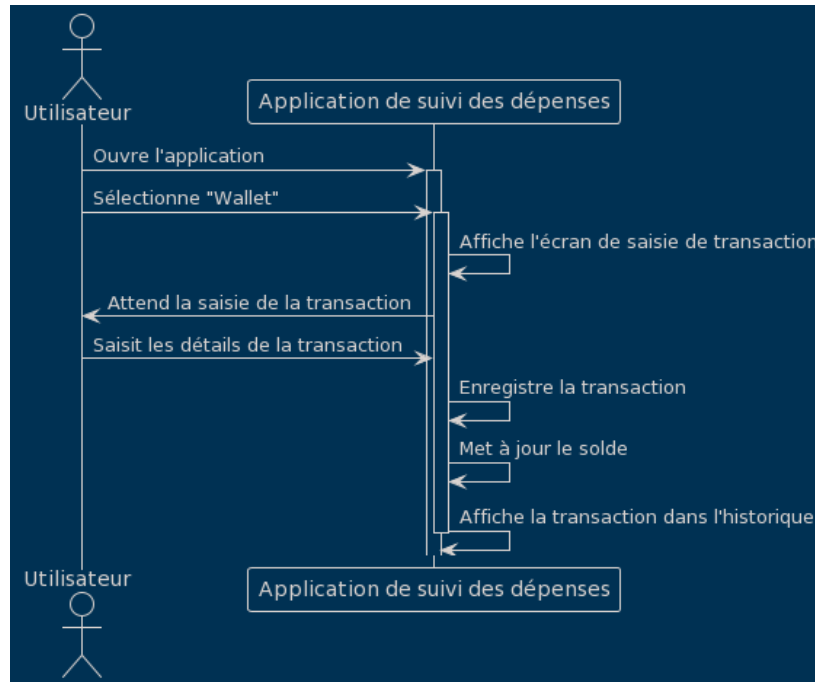 Utilisateur
Application de suivi des dépenses
Ouvre l'application
Sélectionne "Wallet"
Affiche l'écran de saisie de transaction
Attend la saisie de la transaction
Saisit les détails de la transaction
Enregistre la transaction
Met à jour le solde
Affiche la transaction dans l'historique
Utilisateur
Application de suivi des dépenses